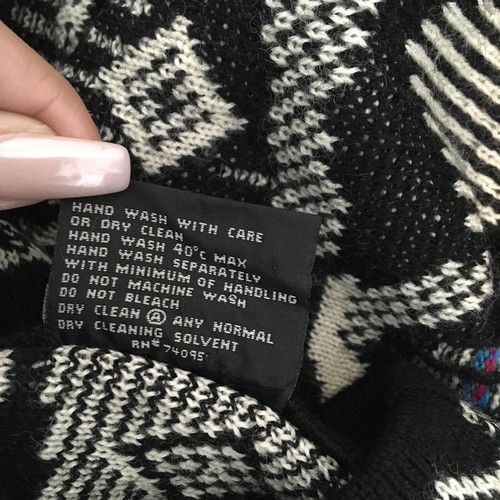 HAND WASH WITH CARE
OR DRY CLEAN
HAND WASH 40°C MAX
HAND WASH SEPARATELY
WITH MINIMUM OF HANDLING
DO NOT MACHINE WASH
DO NOT BLEACH
DRY CLEAN Ⓐ ANY NORMAL
DRY CLEANING SOLVENT
RN# 74095